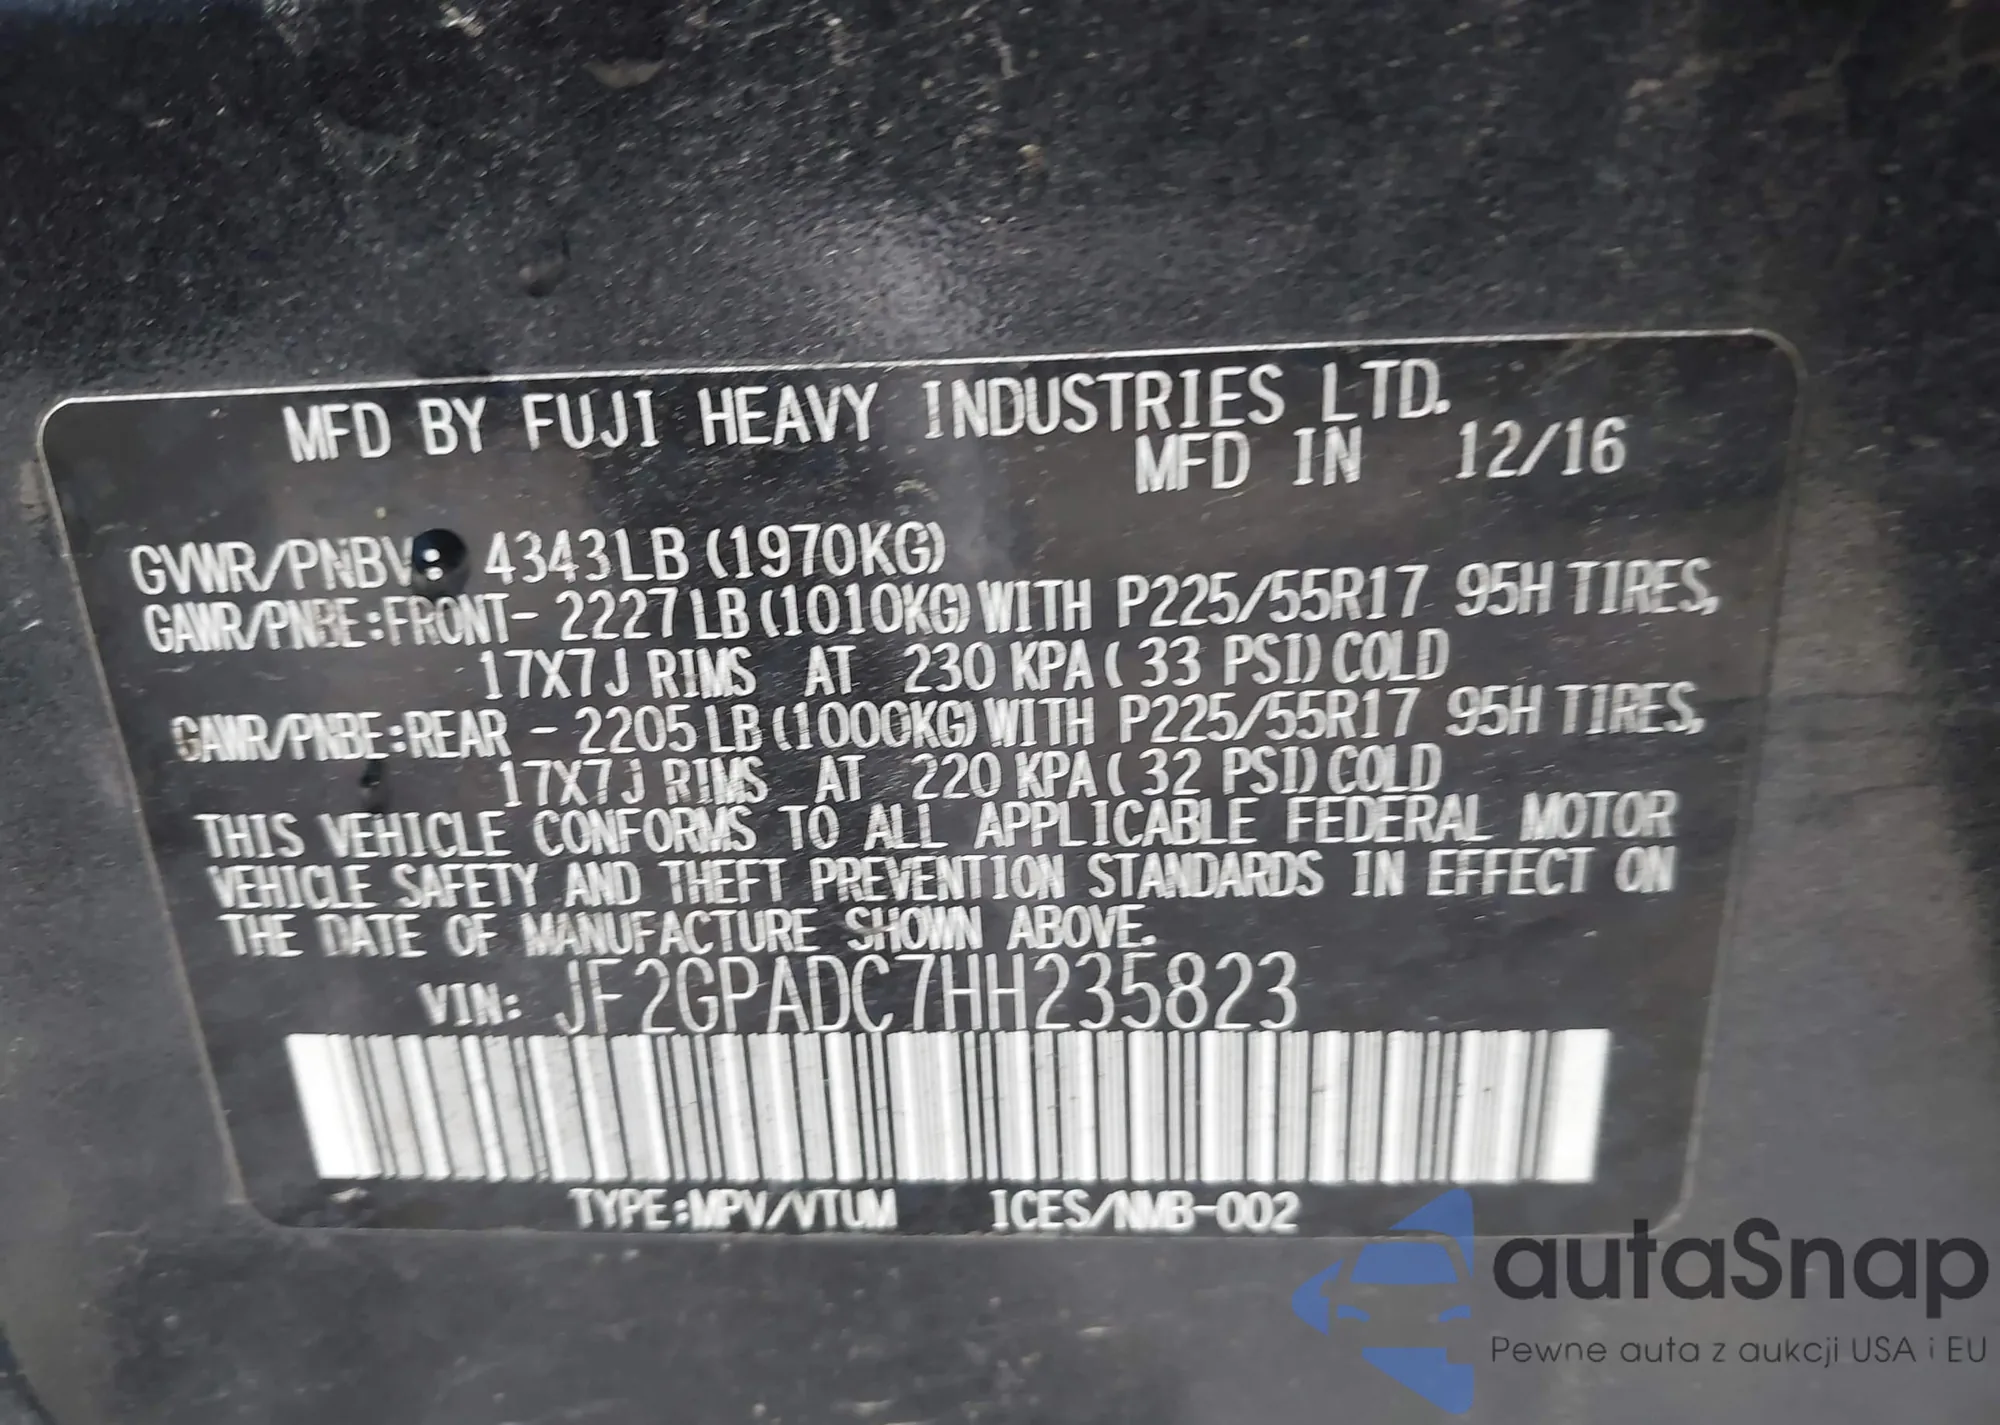 MFD BY FUJI HEAVY INDUSTRIES LTD.
MFD IN 12/16
GVWR/PNBV: 4343LB (1970KG)
GAWR/PNBE:FRONT- 2227LB (1010KG) WITH P225/55R17 95H TIRES,
17X7J RIMS AT 230 KPA ( 33 PSI) COLD
GAWR/PNBE:REAR - 2205LB (1000KG) WITH P225/55R17 95H TIRES,
17X7J RIMS AT 220 KPA ( 32 PSI) COLD
THIS VEHICLE CONFORMS TO ALL APPLICABLE FEDERAL MOTOR
VEHICLE SAFETY AND THEFT PREVENTION STANDARDS IN EFFECT ON
THE DATE OF MANUFACTURE SHOWN ABOVE.
VIN: JF2GPADC7HH235823
TYPE:MPV/VTUM ICES/NMB-002
autaSnap
Pewne auta z aukcji USA i EU